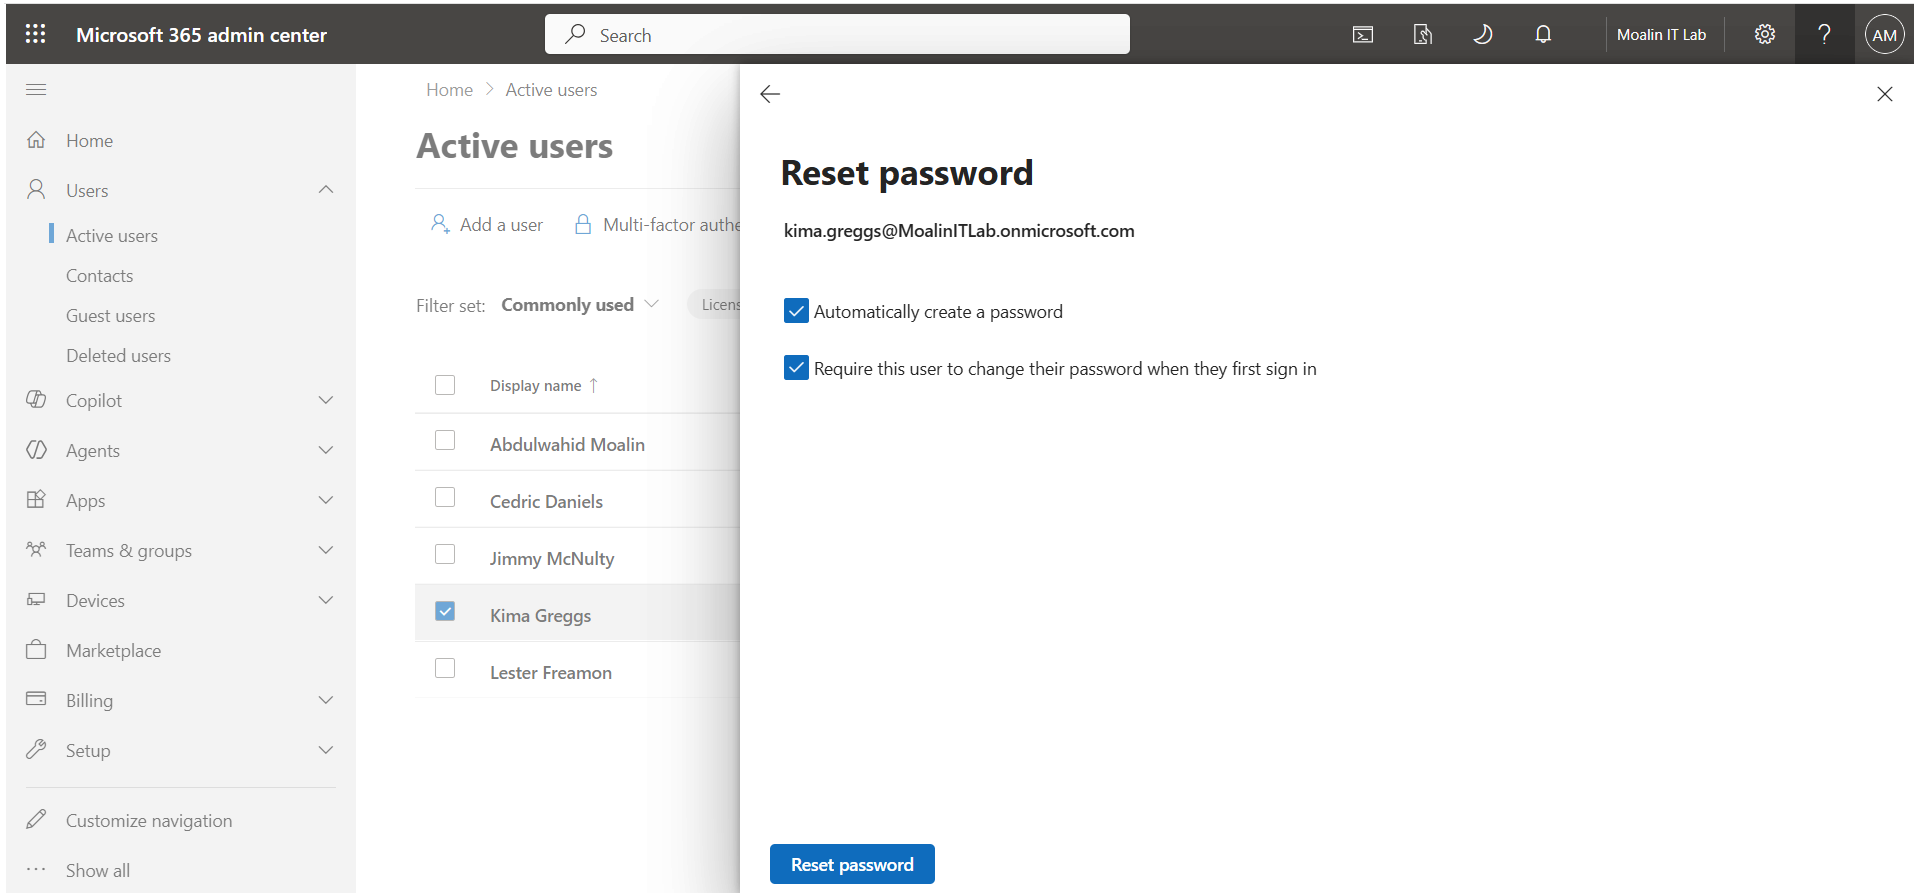 Microsoft 365 admin center
Search
Moalin IT Lab
?
AM
Home
Users
Active users
Contacts
Guest users
Deleted users
Copilot
Agents
Apps
Teams & groups
Devices
Marketplace
Billing
Setup
Customize navigation
Show all
Home > Active users
Active users
Add a user
Multi-factor authe
Filter set: Commonly used
Licens
Display name ↑
Abdulwahid Moalin
Cedric Daniels
Jimmy McNulty
Kima Greggs
Lester Freamon
Reset password
kima.greggs@MoalinITLab.onmicrosoft.com
Automatically create a password
Require this user to change their password when they first sign in
Reset password